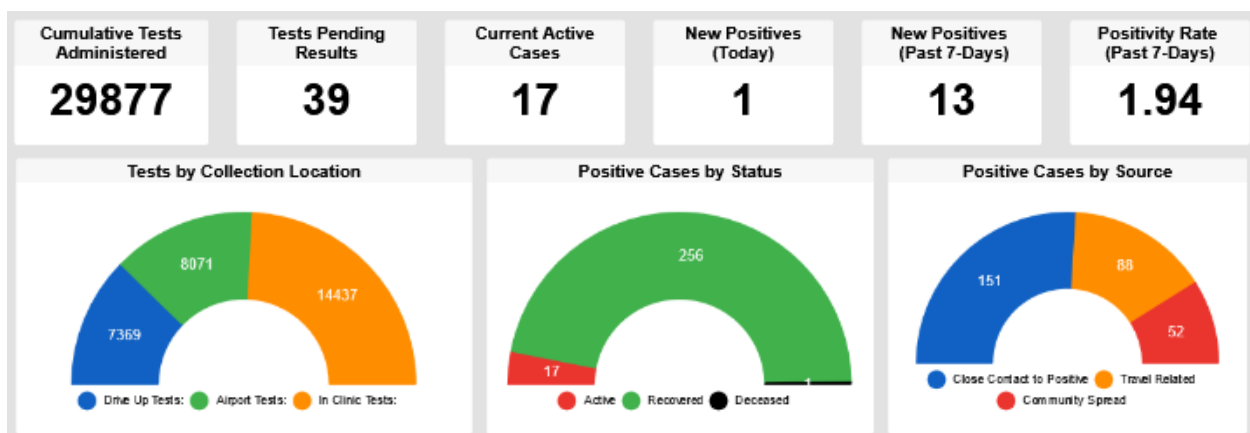 Cumulative Tests
Administered
29877
Tests Pending
Results
39
Current Active
Cases
17
New Positives
(Today)
1
New Positives
(Past 7-Days)
13
Positivity Rate
(Past 7-Days)
1.94
Tests by Collection Location
7369
8071
14437
Drive Up Tests: Airport Tests: In Clinic Tests:
Positive Cases by Status
17
256
1
Active Recovered Deceased
Positive Cases by Source
151
88
52
Close Contact to Positive Travel Related
Community Spread